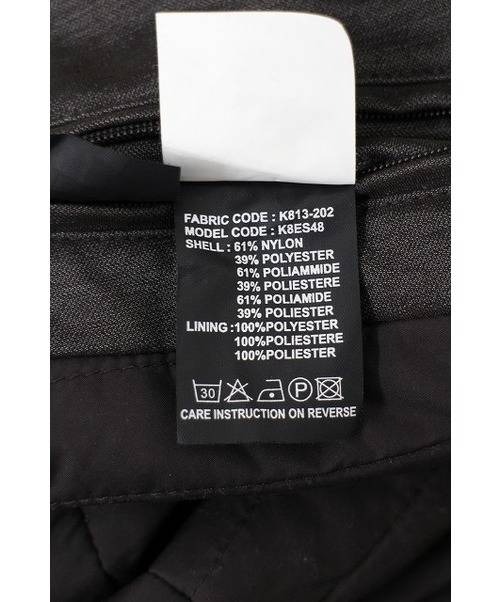 FABRIC CODE : K813-202
MODEL CODE : K8ES48
SHELL : 61% NYLON
39% POLYESTER
61% POLIAMMIDE
39% POLIESTERE
61% POLIAMIDE
39% POLIESTER
LINING :100%POLYESTER
100%POLIESTERE
100%POLIESTER
30 P
CARE INSTRUCTION ON REVERSE